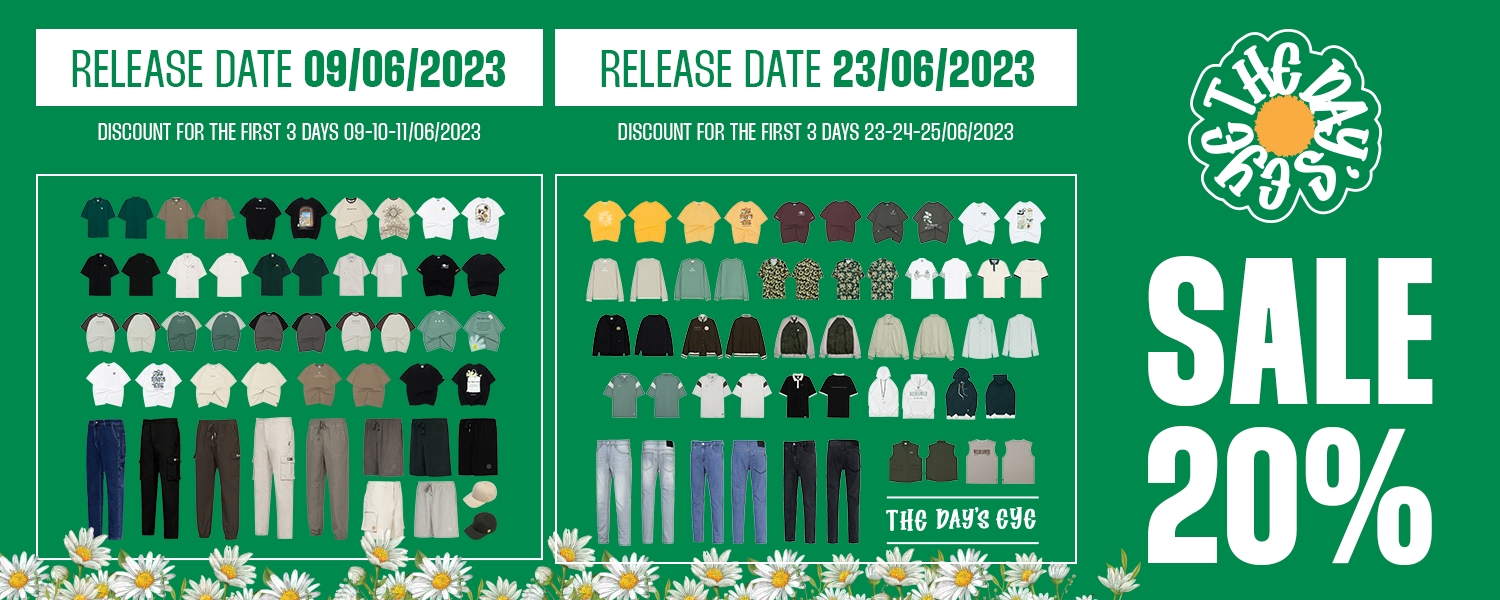 RELEASE DATE 09/06/2023
DISCOUNT FOR THE FIRST 3 DAYS 09-10-11/06/2023
RELEASE DATE 23/06/2023
DISCOUNT FOR THE FIRST 3 DAYS 23-24-25/06/2023
THE DAY'S EYE
THE DAY'S EYE
SALE
20%